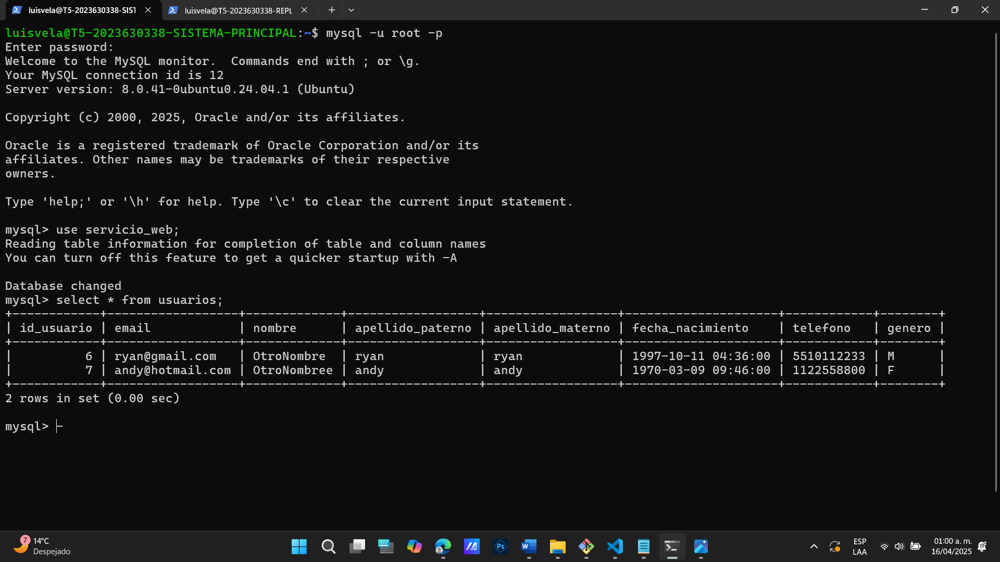 luisvela@T5-2023630338-SIST
luisvela@T5-2023630338-REPL
luisvela@T5-2023630338-SISTEMA-PRINCIPAL:~$ mysql -u root -p
Enter password:
Welcome to the MySQL monitor.  Commands end with ; or \g.
Your MySQL connection id is 12
Server version: 8.0.41-0ubuntu0.24.04.1 (Ubuntu)
Copyright (c) 2000, 2025, Oracle and/or its affiliates.
Oracle is a registered trademark of Oracle Corporation and/or its
affiliates. Other names may be trademarks of their respective
owners.
Type 'help;' or '\h' for help. Type '\c' to clear the current input statement.
mysql> use servicio_web;
Reading table information for completion of table and column names
You can turn off this feature to get a quicker startup with -A
Database changed
mysql> select * from usuarios;
+------------+------------------+-------------+------------------+------------------+---------------------+------------+--------+
| id_usuario | email            | nombre      | apellido_paterno | apellido_materno | fecha_nacimiento    | telefono   | genero |
+------------+------------------+-------------+------------------+------------------+---------------------+------------+--------+
|          6 | ryan@gmail.com   | OtroNombre  | ryan             | ryan             | 1997-10-11 04:36:00 | 5510112233 | M      |
|          7 | andy@hotmail.com | OtroNombree | andy             | andy             | 1970-03-09 09:46:00 | 1122558800 | F      |
+------------+------------------+-------------+------------------+------------------+---------------------+------------+--------+
2 rows in set (0.00 sec)
mysql>
7
14°C
Despejado
Ps
W
ESP
LAA
01:00 a. m.
16/04/2025